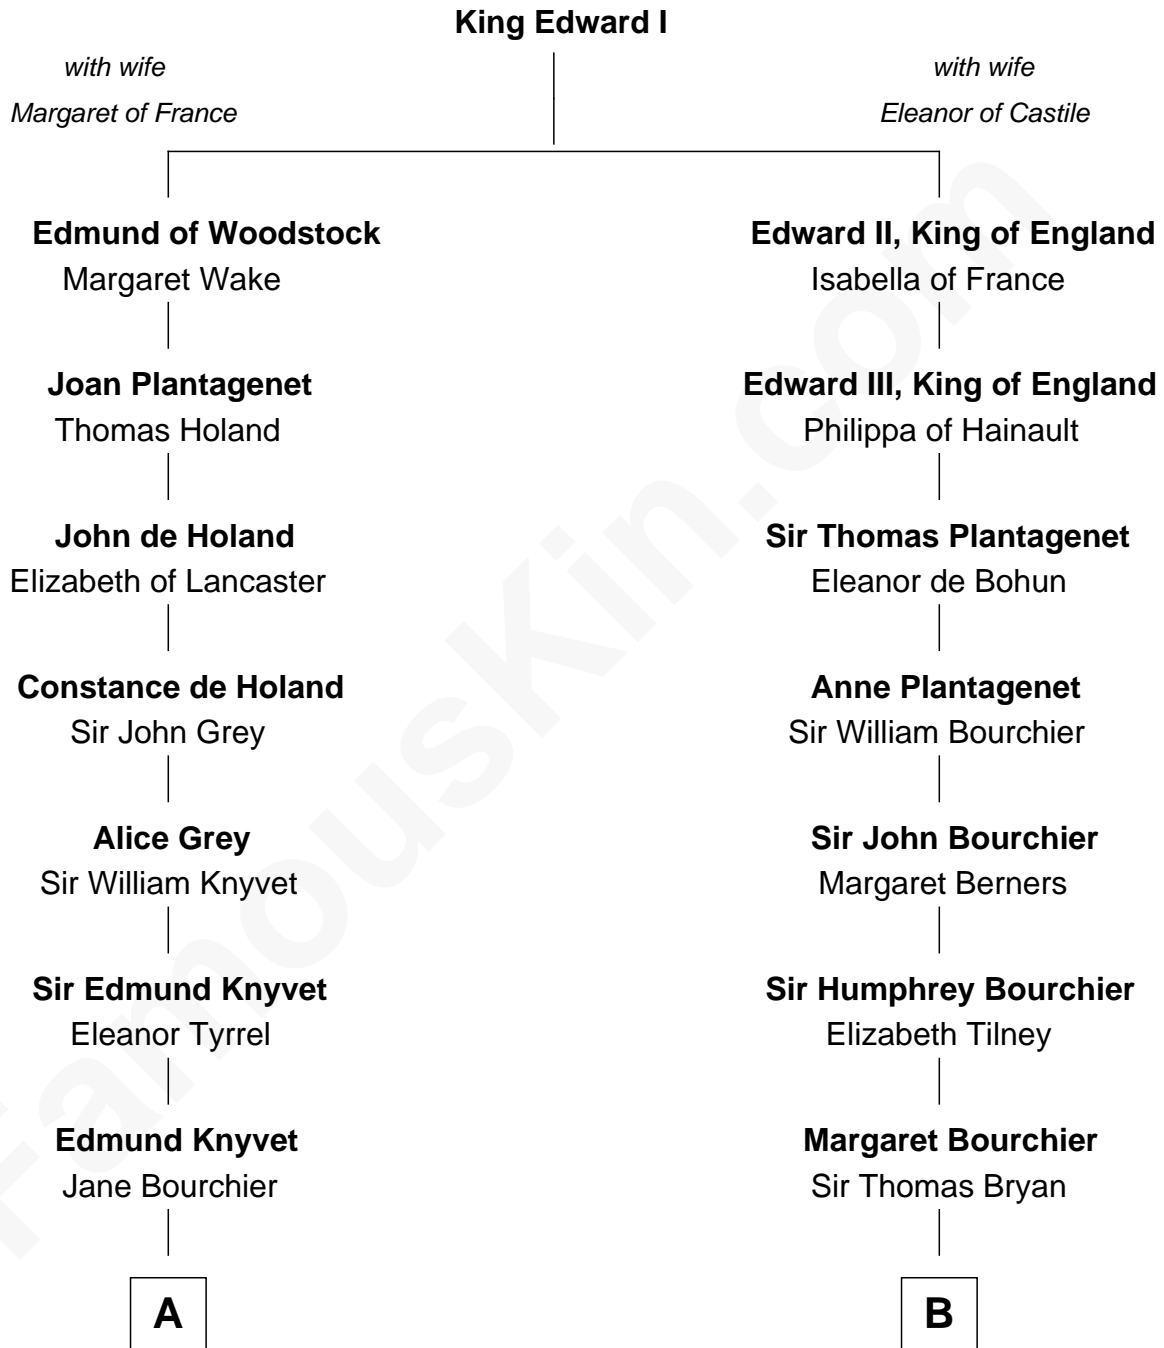 King Edward I
with wife
Margaret of France
with wife
Eleanor of Castile
Edmund of Woodstock
Margaret Wake
Edward II, King of England
Isabella of France
Joan Plantagenet
Thomas Holand
Edward III, King of England
Philippa of Hainault
John de Holand
Elizabeth of Lancaster
Sir Thomas Plantagenet
Eleanor de Bohun
Constance de Holand
Sir John Grey
Anne Plantagenet
Sir William Bourchier
Alice Grey
Sir William Knyvet
Sir John Bourchier
Margaret Berners
Sir Edmund Knyvet
Eleanor Tyrrel
Sir Humphrey Bourchier
Elizabeth Tilney
Edmund Knyvet
Jane Bourchier
Margaret Bourchier
Sir Thomas Bryan
A
B
FamousKin.com